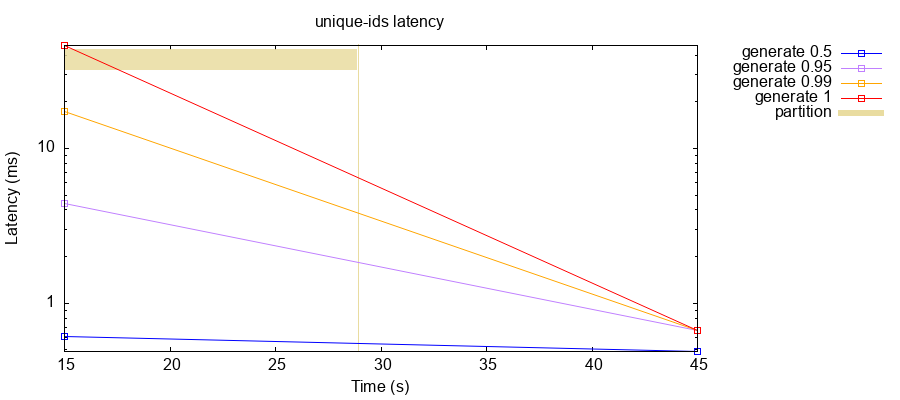 unique-ids latency
generate 0.5
generate 0.95
generate 0.99
generate 1
partition
10
1
Latency (ms)
15 20 25 30 35 40 45
Time (s)